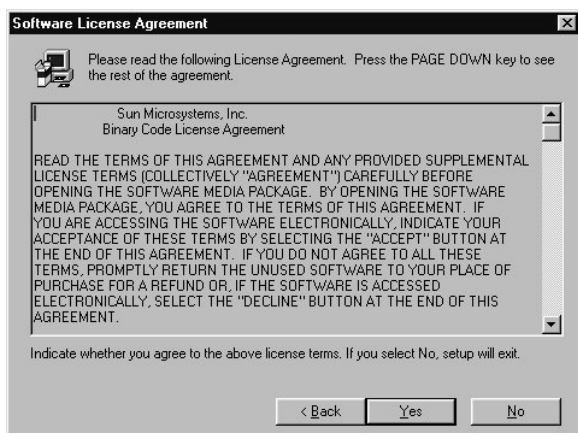 Software License Agreement
Please read the following License Agreement. Press the PAGE DOWN key to see
the rest of the agreement.
Sun Microsystems, Inc.
Binary Code License Agreement
READ THE TERMS OF THIS AGREEMENT AND ANY PROVIDED SUPPLEMENTAL
LICENSE TERMS (COLLECTIVELY "AGREEMENT") CAREFULLY BEFORE
OPENING THE SOFTWARE MEDIA PACKAGE. BY OPENING THE SOFTWARE
MEDIA PACKAGE, YOU AGREE TO THE TERMS OF THIS AGREEMENT. IF
YOU ARE ACCESSING THE SOFTWARE ELECTRONICALLY, INDICATE YOUR
ACCEPTANCE OF THESE TERMS BY SELECTING THE "ACCEPT" BUTTON AT
THE END OF THIS AGREEMENT. IF YOU DO NOT AGREE TO ALL THESE
TERMS, PROMPTLY RETURN THE UNUSED SOFTWARE TO YOUR PLACE OF
PURCHASE FOR A REFUND OR, IF THE SOFTWARE IS ACCESSED
ELECTRONICALLY, SELECT THE "DECLINE" BUTTON AT THE END OF THIS
AGREEMENT.
Indicate whether you agree to the above license terms. If you select No, setup will exit.
< Back Yes No